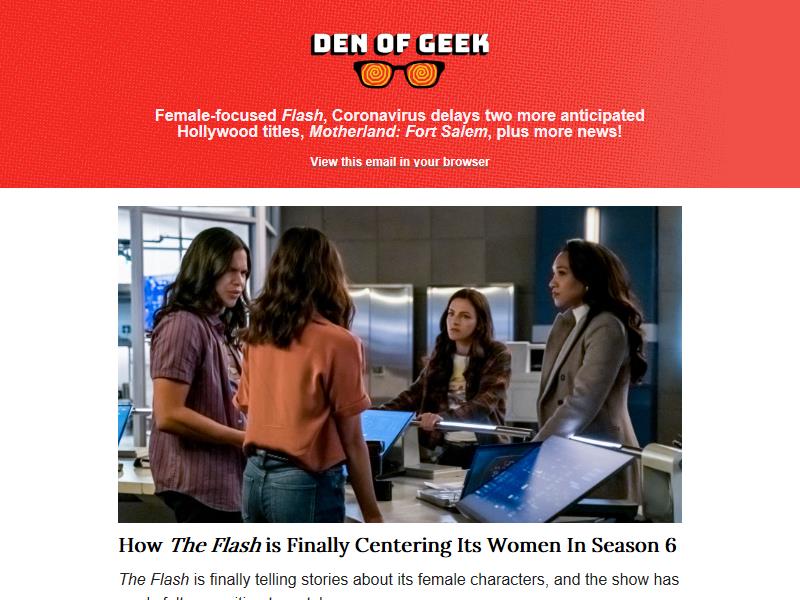 DEN OF GEEK
Female-focused Flash, Coronavirus delays two more anticipated
Hollywood titles, Motherland: Fort Salem, plus more news!
View this email in your browser
How The Flash is Finally Centering Its Women In Season 6
The Flash is finally telling stories about its female characters, and the show has